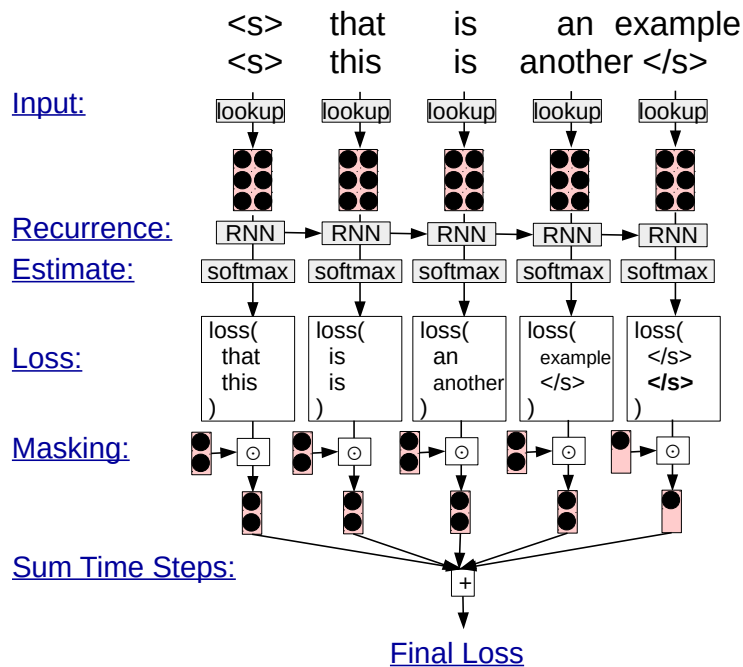 <s> that is an example
<s> this is another </s>
Input:
lookup lookup lookup lookup lookup
Recurrence:
RNN RNN RNN RNN RNN
Estimate:
softmax softmax softmax softmax softmax
Loss:
loss( loss( loss( loss( loss(
that is an example </s>
this is another </s> </s>
) ) ) ) )
Masking:
⊙ ⊙ ⊙ ⊙ ⊙
Sum Time Steps:
+
Final Loss